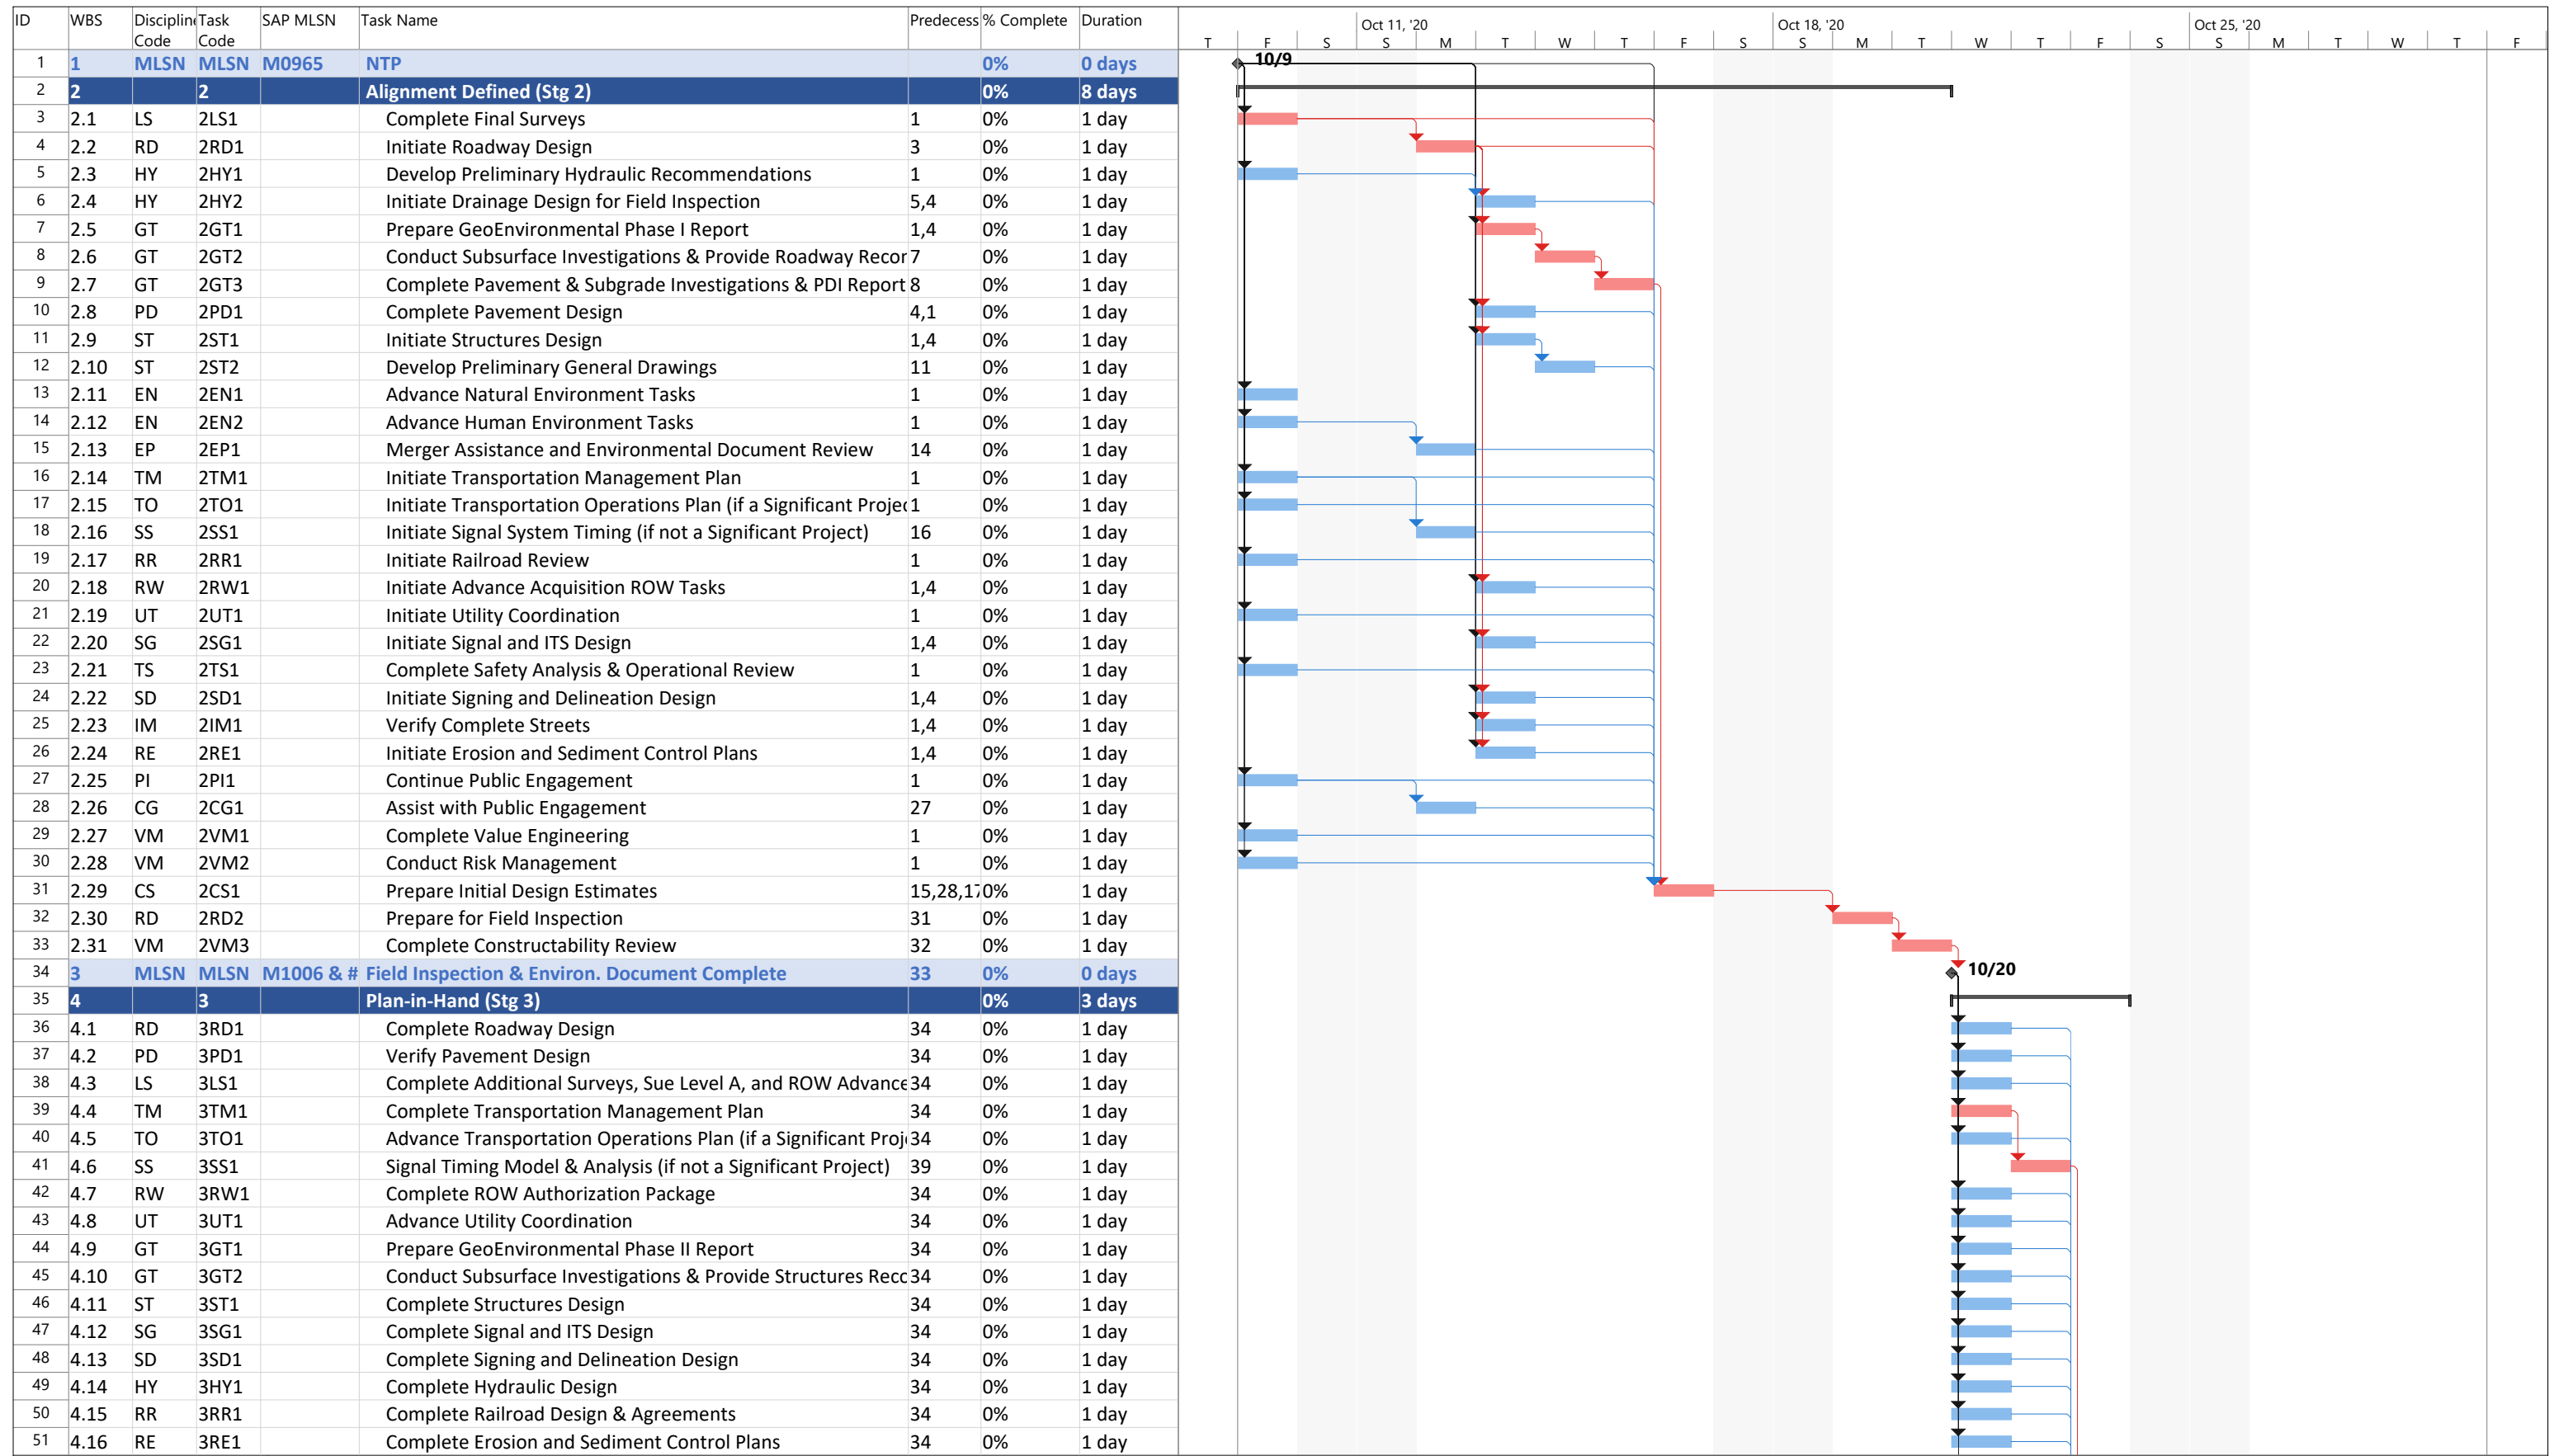 ID WBS Disciplin Task SAP MLSN Task Name Predecess % Complete Duration Oct 11, '20 Oct 18, '20 Oct 25, '20
Code Code T F S S M T W T F S S M T W T F S S M T W T F
1 1 MLSN MLSN M0965 NTP 0% 0 days 10/9
2 2 2 Alignment Defined (Stg 2) 0% 8 days
3 2.1 LS 2LS1 Complete Final Surveys 1 0% 1 day
4 2.2 RD 2RD1 Initiate Roadway Design 3 0% 1 day
5 2.3 HY 2HY1 Develop Preliminary Hydraulic Recommendations 1 0% 1 day
6 2.4 HY 2HY2 Initiate Drainage Design for Field Inspection 5,4 0% 1 day
7 2.5 GT 2GT1 Prepare GeoEnvironmental Phase I Report 1,4 0% 1 day
8 2.6 GT 2GT2 Conduct Subsurface Investigations & Provide Roadway Recor 7 0% 1 day
9 2.7 GT 2GT3 Complete Pavement & Subgrade Investigations & PDI Report 8 0% 1 day
10 2.8 PD 2PD1 Complete Pavement Design 4,1 0% 1 day
11 2.9 ST 2ST1 Initiate Structures Design 1,4 0% 1 day
12 2.10 ST 2ST2 Develop Preliminary General Drawings 11 0% 1 day
13 2.11 EN 2EN1 Advance Natural Environment Tasks 1 0% 1 day
14 2.12 EN 2EN2 Advance Human Environment Tasks 1 0% 1 day
15 2.13 EP 2EP1 Merger Assistance and Environmental Document Review 14 0% 1 day
16 2.14 TM 2TM1 Initiate Transportation Management Plan 1 0% 1 day
17 2.15 TO 2TO1 Initiate Transportation Operations Plan (if a Significant Projec 1 0% 1 day
18 2.16 SS 2SS1 Initiate Signal System Timing (if not a Significant Project) 16 0% 1 day
19 2.17 RR 2RR1 Initiate Railroad Review 1 0% 1 day
20 2.18 RW 2RW1 Initiate Advance Acquisition ROW Tasks 1,4 0% 1 day
21 2.19 UT 2UT1 Initiate Utility Coordination 1 0% 1 day
22 2.20 SG 2SG1 Initiate Signal and ITS Design 1,4 0% 1 day
23 2.21 TS 2TS1 Complete Safety Analysis & Operational Review 1 0% 1 day
24 2.22 SD 2SD1 Initiate Signing and Delineation Design 1,4 0% 1 day
25 2.23 IM 2IM1 Verify Complete Streets 1,4 0% 1 day
26 2.24 RE 2RE1 Initiate Erosion and Sediment Control Plans 1,4 0% 1 day
27 2.25 PI 2PI1 Continue Public Engagement 1 0% 1 day
28 2.26 CG 2CG1 Assist with Public Engagement 27 0% 1 day
29 2.27 VM 2VM1 Complete Value Engineering 1 0% 1 day
30 2.28 VM 2VM2 Conduct Risk Management 1 0% 1 day
31 2.29 CS 2CS1 Prepare Initial Design Estimates 15,28,17 0% 1 day
32 2.30 RD 2RD2 Prepare for Field Inspection 31 0% 1 day
33 2.31 VM 2VM3 Complete Constructability Review 32 0% 1 day
34 3 MLSN MLSN M1006 & # Field Inspection & Environ. Document Complete 33 0% 0 days 10/20
35 4 3 Plan-in-Hand (Stg 3) 0% 3 days
36 4.1 RD 3RD1 Complete Roadway Design 34 0% 1 day
37 4.2 PD 3PD1 Verify Pavement Design 34 0% 1 day
38 4.3 LS 3LS1 Complete Additional Surveys, Sue Level A, and ROW Advance 34 0% 1 day
39 4.4 TM 3TM1 Complete Transportation Management Plan 34 0% 1 day
40 4.5 TO 3TO1 Advance Transportation Operations Plan (if a Significant Proj 34 0% 1 day
41 4.6 SS 3SS1 Signal Timing Model & Analysis (if not a Significant Project) 39 0% 1 day
42 4.7 RW 3RW1 Complete ROW Authorization Package 34 0% 1 day
43 4.8 UT 3UT1 Advance Utility Coordination 34 0% 1 day
44 4.9 GT 3GT1 Prepare GeoEnvironmental Phase II Report 34 0% 1 day
45 4.10 GT 3GT2 Conduct Subsurface Investigations & Provide Structures Recc 34 0% 1 day
46 4.11 ST 3ST1 Complete Structures Design 34 0% 1 day
47 4.12 SG 3SG1 Complete Signal and ITS Design 34 0% 1 day
48 4.13 SD 3SD1 Complete Signing and Delineation Design 34 0% 1 day
49 4.14 HY 3HY1 Complete Hydraulic Design 34 0% 1 day
50 4.15 RR 3RR1 Complete Railroad Design & Agreements 34 0% 1 day
51 4.16 RE 3RE1 Complete Erosion and Sediment Control Plans 34 0% 1 day